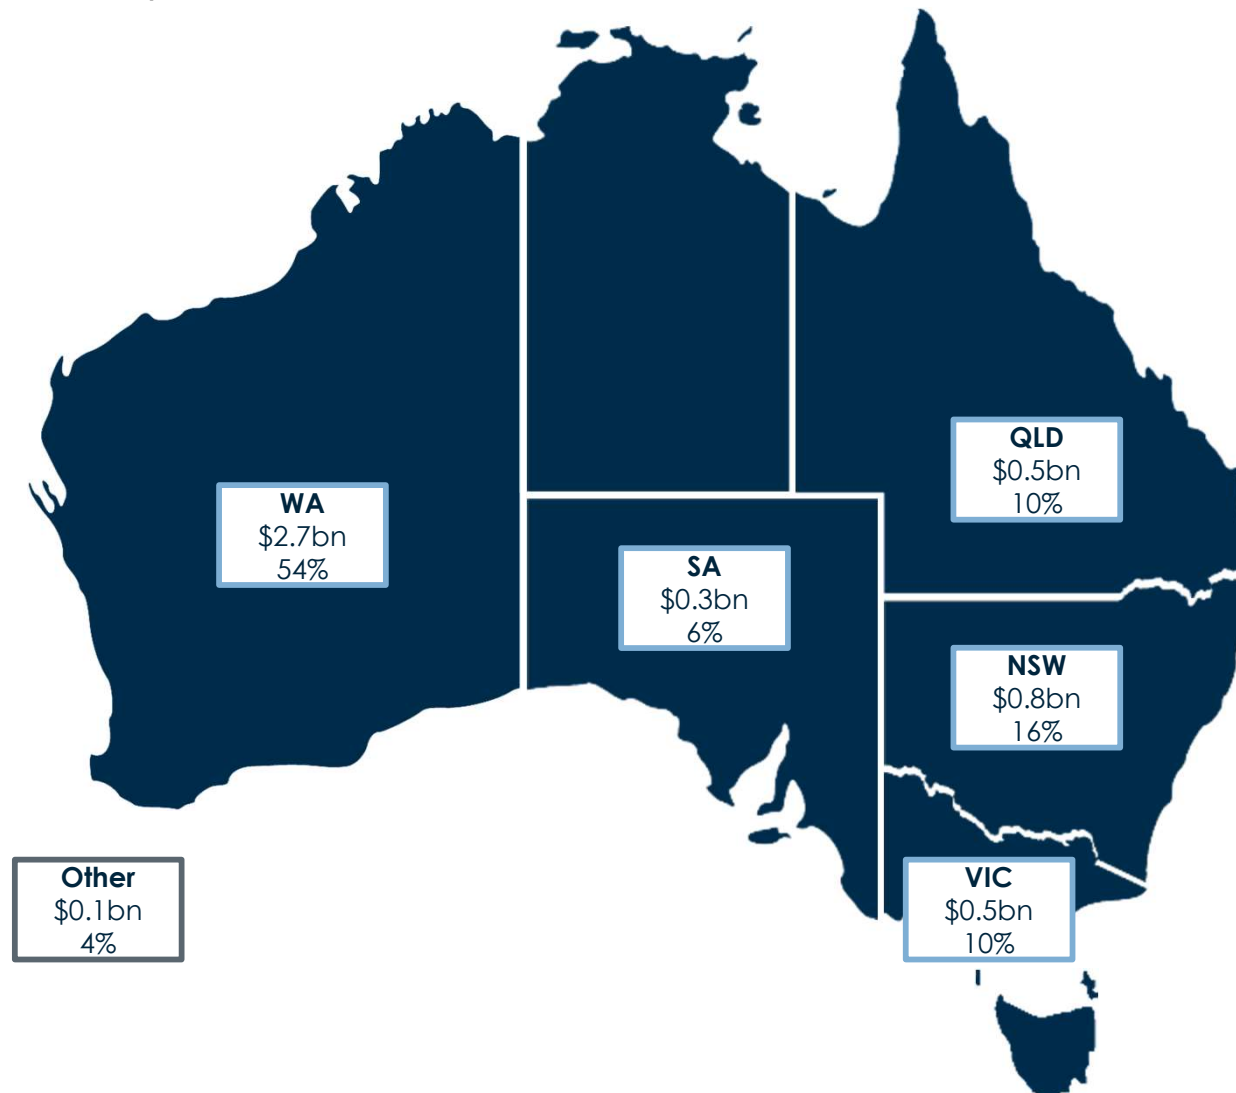 QLD
$0.5bn
10%
WA
$2.7bn
54%
SA
$0.3bn
6%
NSW
$0.8bn
16%
Other
$0.1bn
4%
VIC
$0.5bn
10%